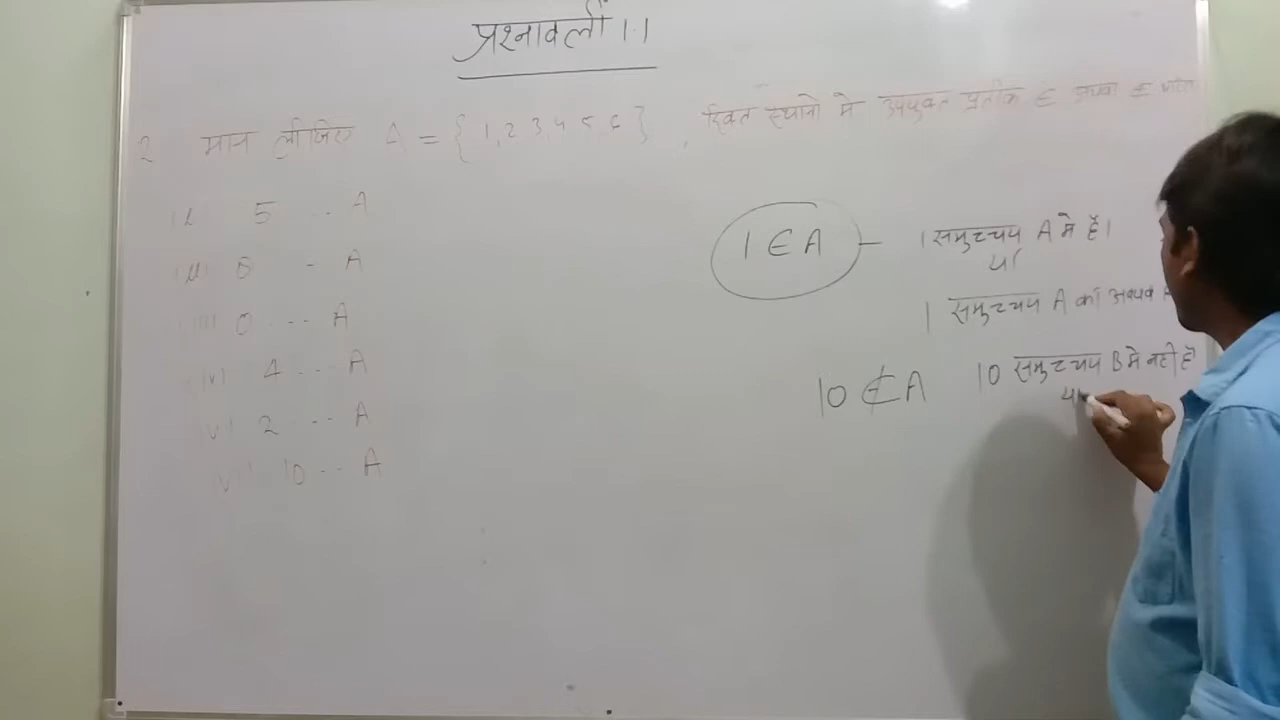 प्रश्नावली 1.1
2 मान लीजिए A = {1, 2 3, 4 5, 6} , रिक्त स्थानों मे उपयुक्त प्रतीक ∈ अथवा ∉
(i) 5 .. A
(ii) 8 - A
(iii) 0 --- A
(iv) 4 --- A
(v) 2 --- A
(vi) 10 -- A
1 ∈ A — 1 समुच्चय A मे है।
या
1 समुच्चय A का अवयव
10 ∉ A 10 समुच्चय B मे नही है
या